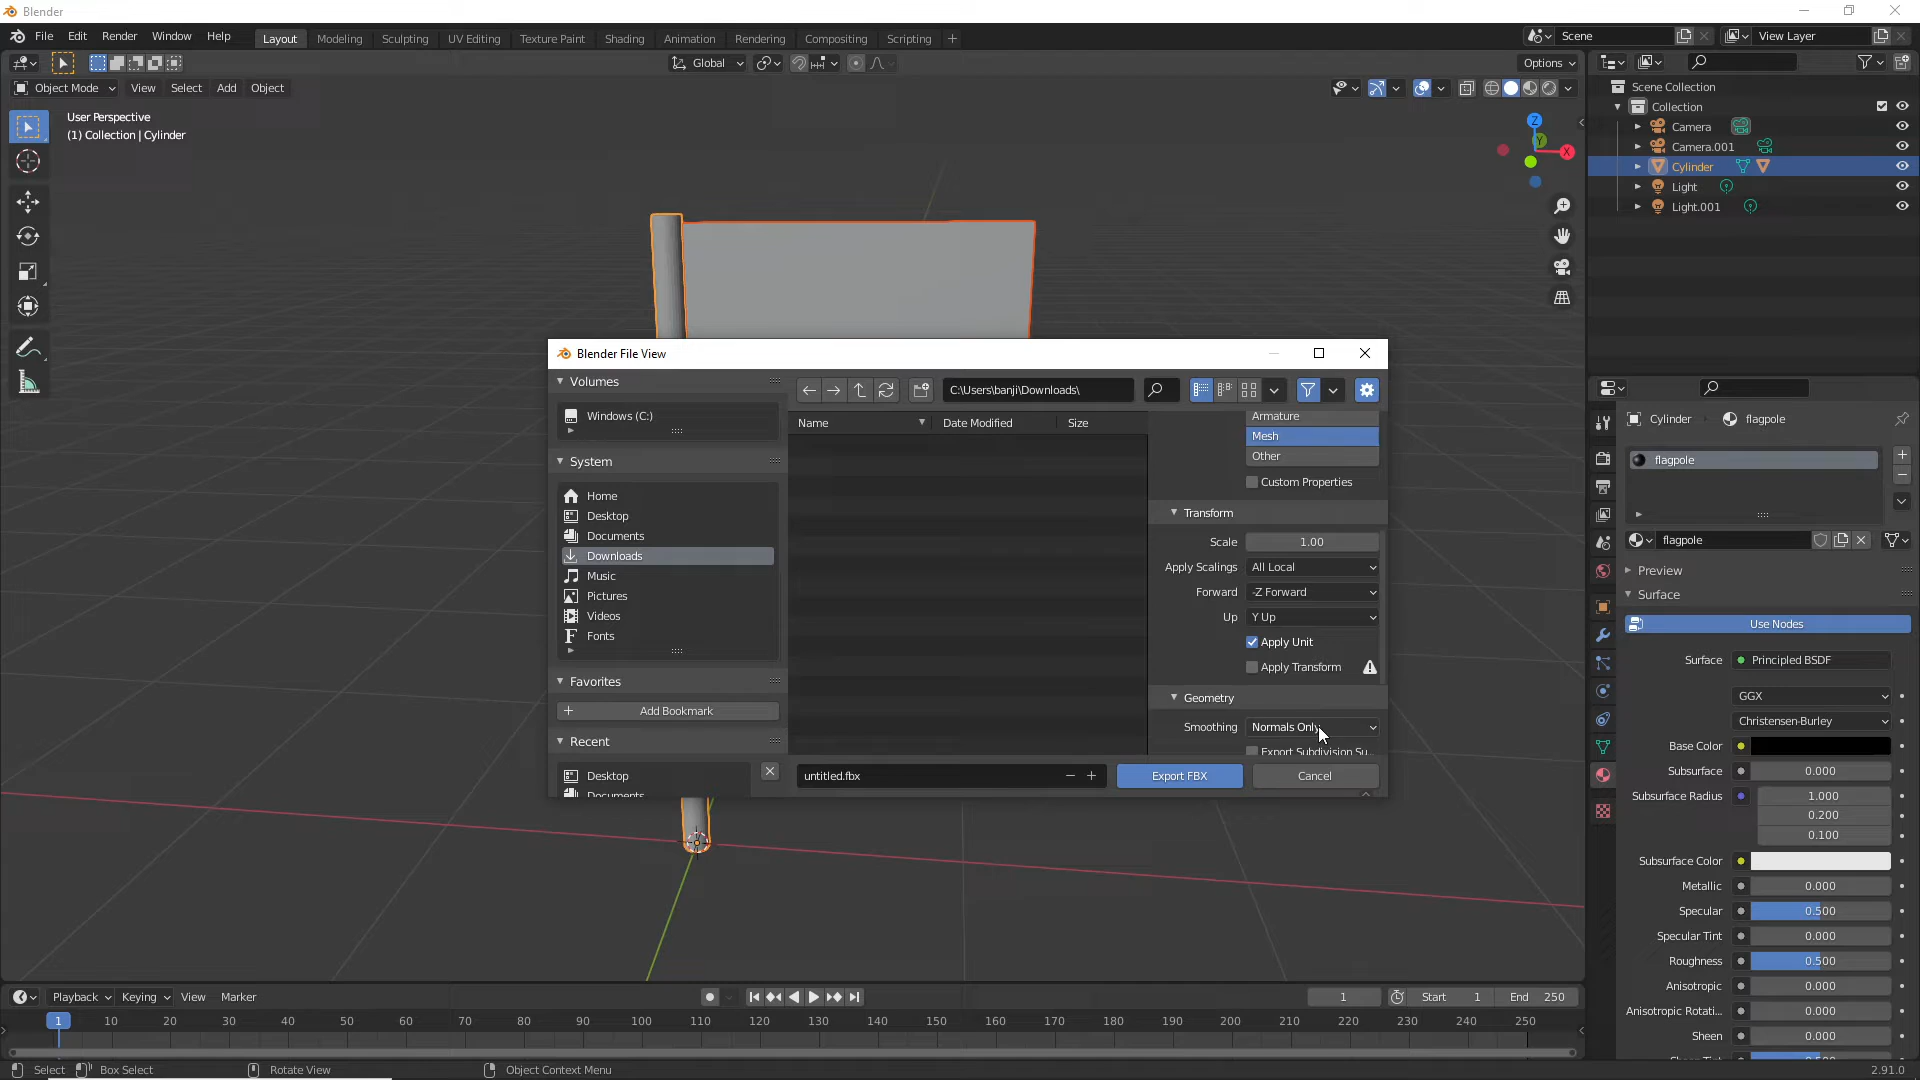 Blender
File Edit Render Window Help
Layout Modeling Sculpting UV Editing Texture Paint Shading Animation Rendering Compositing Scripting +
Scene
View Layer
Global
Options
Object Mode View Select Add Object
User Perspective
(1) Collection | Cylinder
Z
Y
X
Scene Collection
Collection
Camera
Camera.001
Cylinder
Light
Light.001
Blender File View
Volumes
Windows (C:)
System
Home
Desktop
Documents
Downloads
Music
Pictures
Videos
Fonts
Favorites
+ Add Bookmark
Recent
Desktop
Documents
C:\Users\banji\Downloads\
Name Date Modified Size
Armature
Mesh
Other
Custom Properties
Transform
Scale 1.00
Apply Scalings All Local
Forward -Z Forward
Up Y Up
Apply Unit
Apply Transform
Geometry
Smoothing Normals Only
Export Subdivision Su...
untitled.fbx
Export FBX
Cancel
Cylinder flagpole
flagpole
flagpole
Preview
Surface
Use Nodes
Surface Principled BSDF
GGX
Christensen-Burley
Base Color
Subsurface 0.000
Subsurface Radius 1.000
0.200
0.100
Subsurface Color
Metallic 0.000
Specular 0.500
Specular Tint 0.000
Roughness 0.500
Anisotropic 0.000
Anisotropic Rotati... 0.000
Sheen 0.000
Sheen Tint 0.500
Playback Keying View Marker
1 Start 1 End 250
1 10 20 30 40 50 60 70 80 90 100 110 120 130 140 150 160 170 180 190 200 210 220 230 240 250
Select Box Select Rotate View Object Context Menu 2.91.0